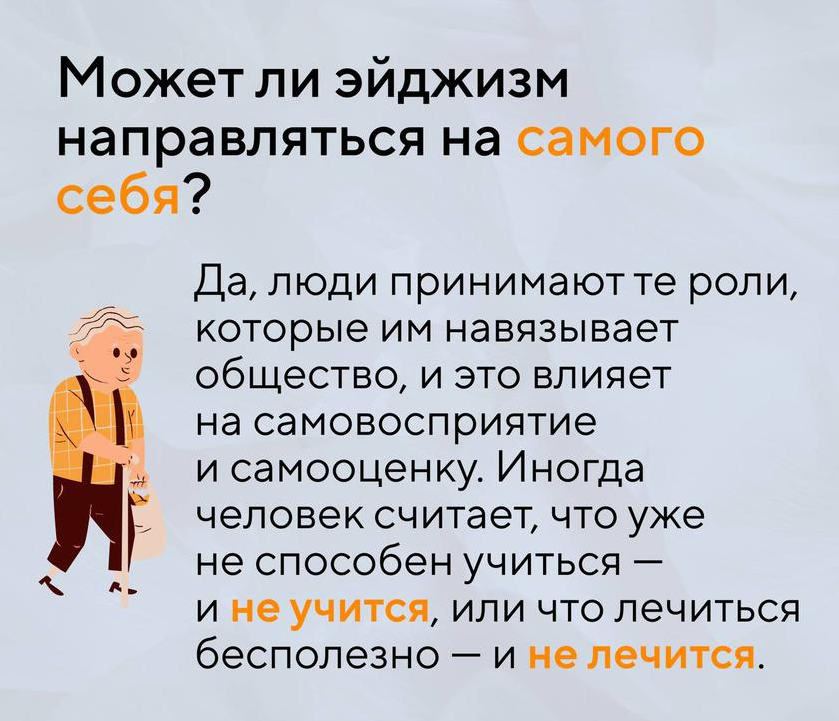 Может ли эйджизм
направляться на самого
себя?
Да, люди принимают те роли,
которые им навязывает
общество, и это влияет
на самовосприятие
и самооценку. Иногда
человек считает, что уже
не способен учиться —
и не учится, или что лечиться
бесполезно — и не лечится.